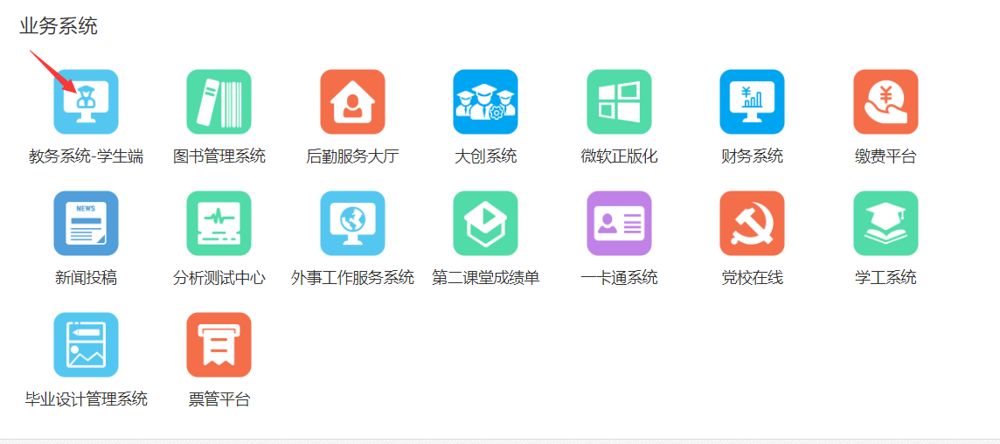 业务系统
教务系统-学生端
图书管理系统
后勤服务大厅
大创系统
微软正版化
财务系统
缴费平台
NEWS
新闻投稿
分析测试中心
外事工作服务系统
第二课堂成绩单
一卡通系统
党校在线
学工系统
毕业设计管理系统
票管平台